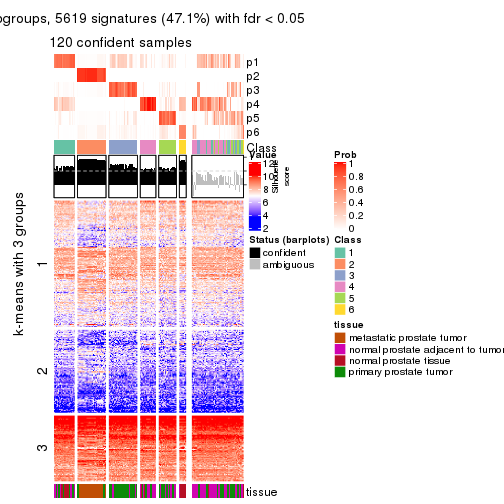 ogroups, 5619 signatures (47.1%) with fdr < 0.05
120 confident samples
p1
p2
p3
p4
p5
p6
Class
Value
12
10
8
6
4
2
silhouette
score
Prob
1
0.8
0.6
0.4
0.2
0
Status (barplots)
confident
ambiguous
Class
1
2
3
4
5
6
tissue
metastatic prostate tumor
normal prostate adjacent to tumor
normal prostate tissue
primary prostate tumor
k-means with 3 groups
1
2
3
tissue